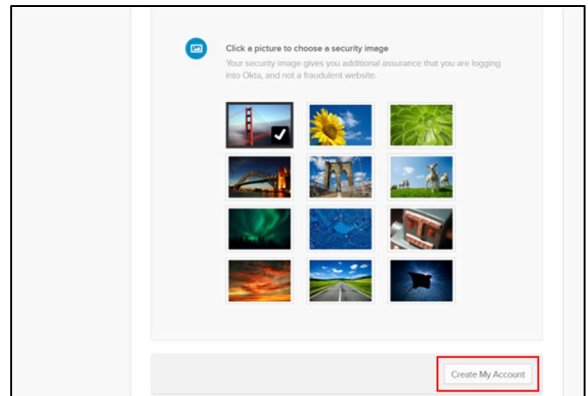 Click a picture to choose a security image
Your security image gives you additional assurance that you are logging
into Okta, and not a fraudulent website.
Create My Account